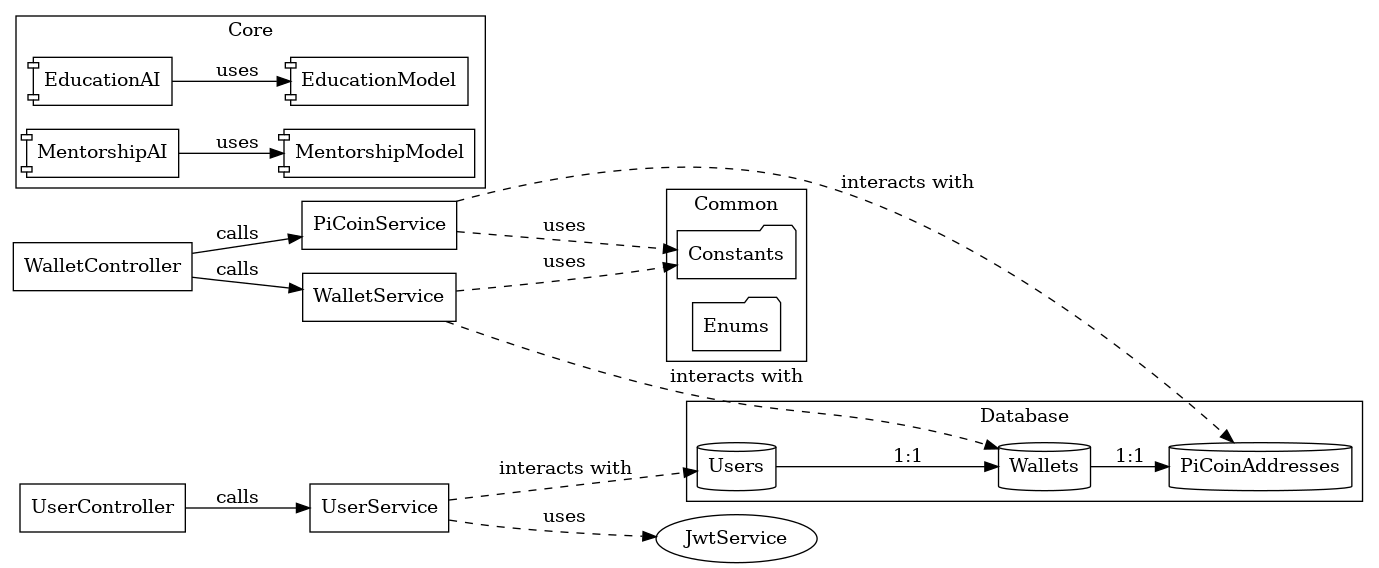 Core
EducationAI
uses
EducationModel
MentorshipAI
uses
MentorshipModel
interacts with
WalletController
calls
PiCoinService
uses
Common
Constants
calls
WalletService
uses
Enums
interacts with
Database
UserController
calls
UserService
interacts with
Users
1:1
Wallets
1:1
PiCoinAddresses
uses
JwtService